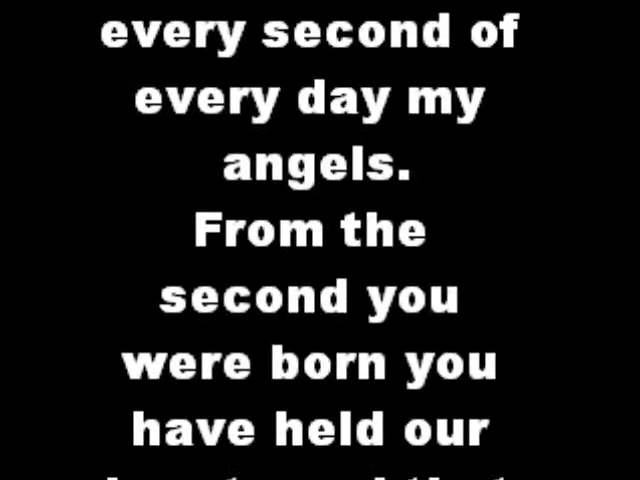 every second of
every day my
angels.
From the
second you
were born you
have held our